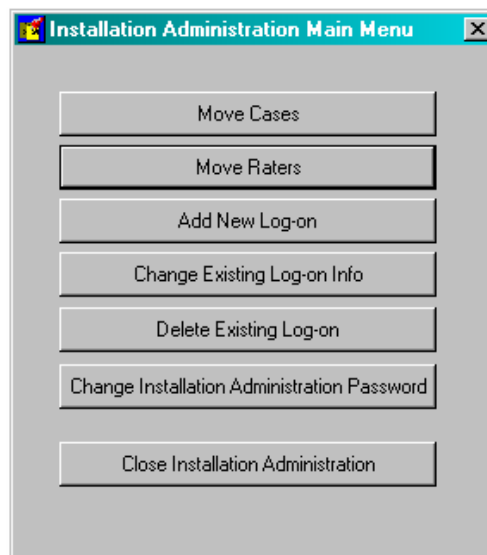 Installation Administration Main Menu
Move Cases
Move Raters
Add New Log-on
Change Existing Log-on Info
Delete Existing Log-on
Change Installation Administration Password
Close Installation Administration